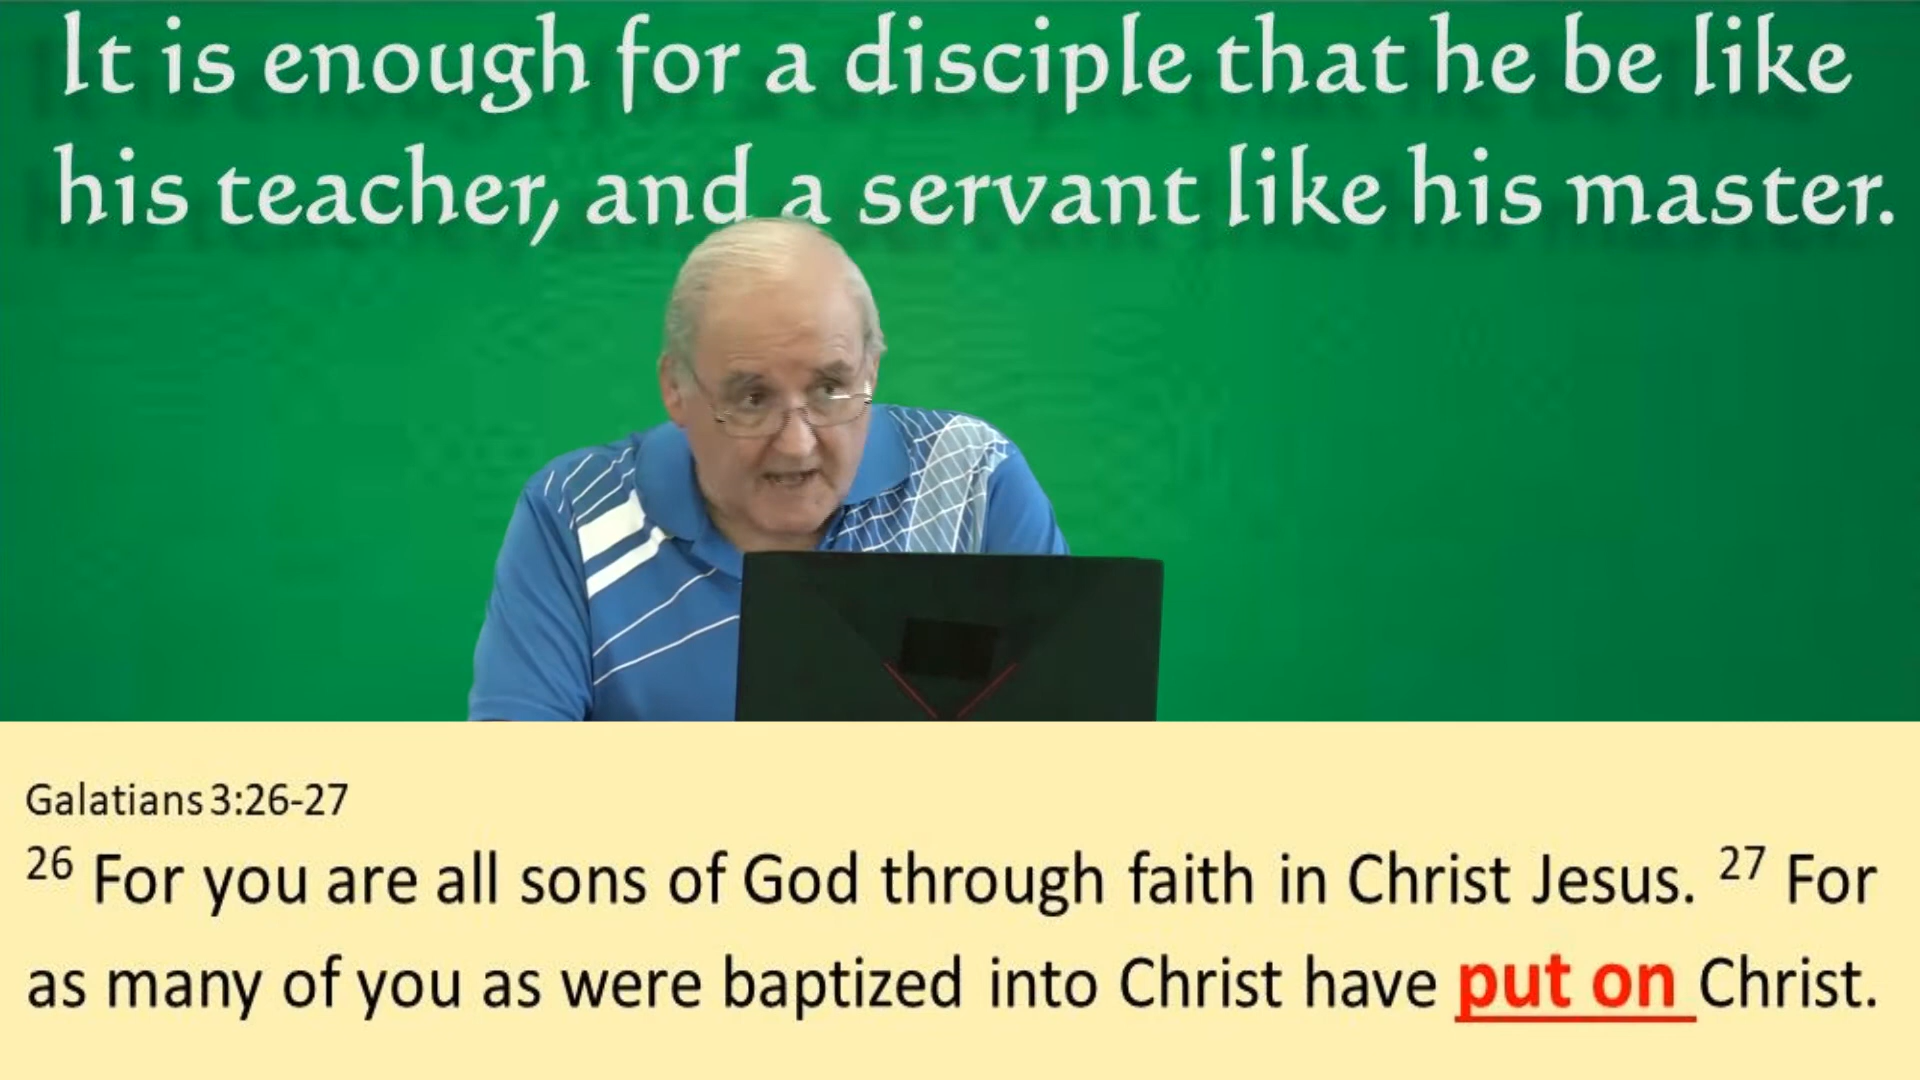 It is enough for a disciple that he be like
his teacher, and a servant like his master.
Galatians 3:26-27
26 For you are all sons of God through faith in Christ Jesus. 27 For
as many of you as were baptized into Christ have put on Christ.